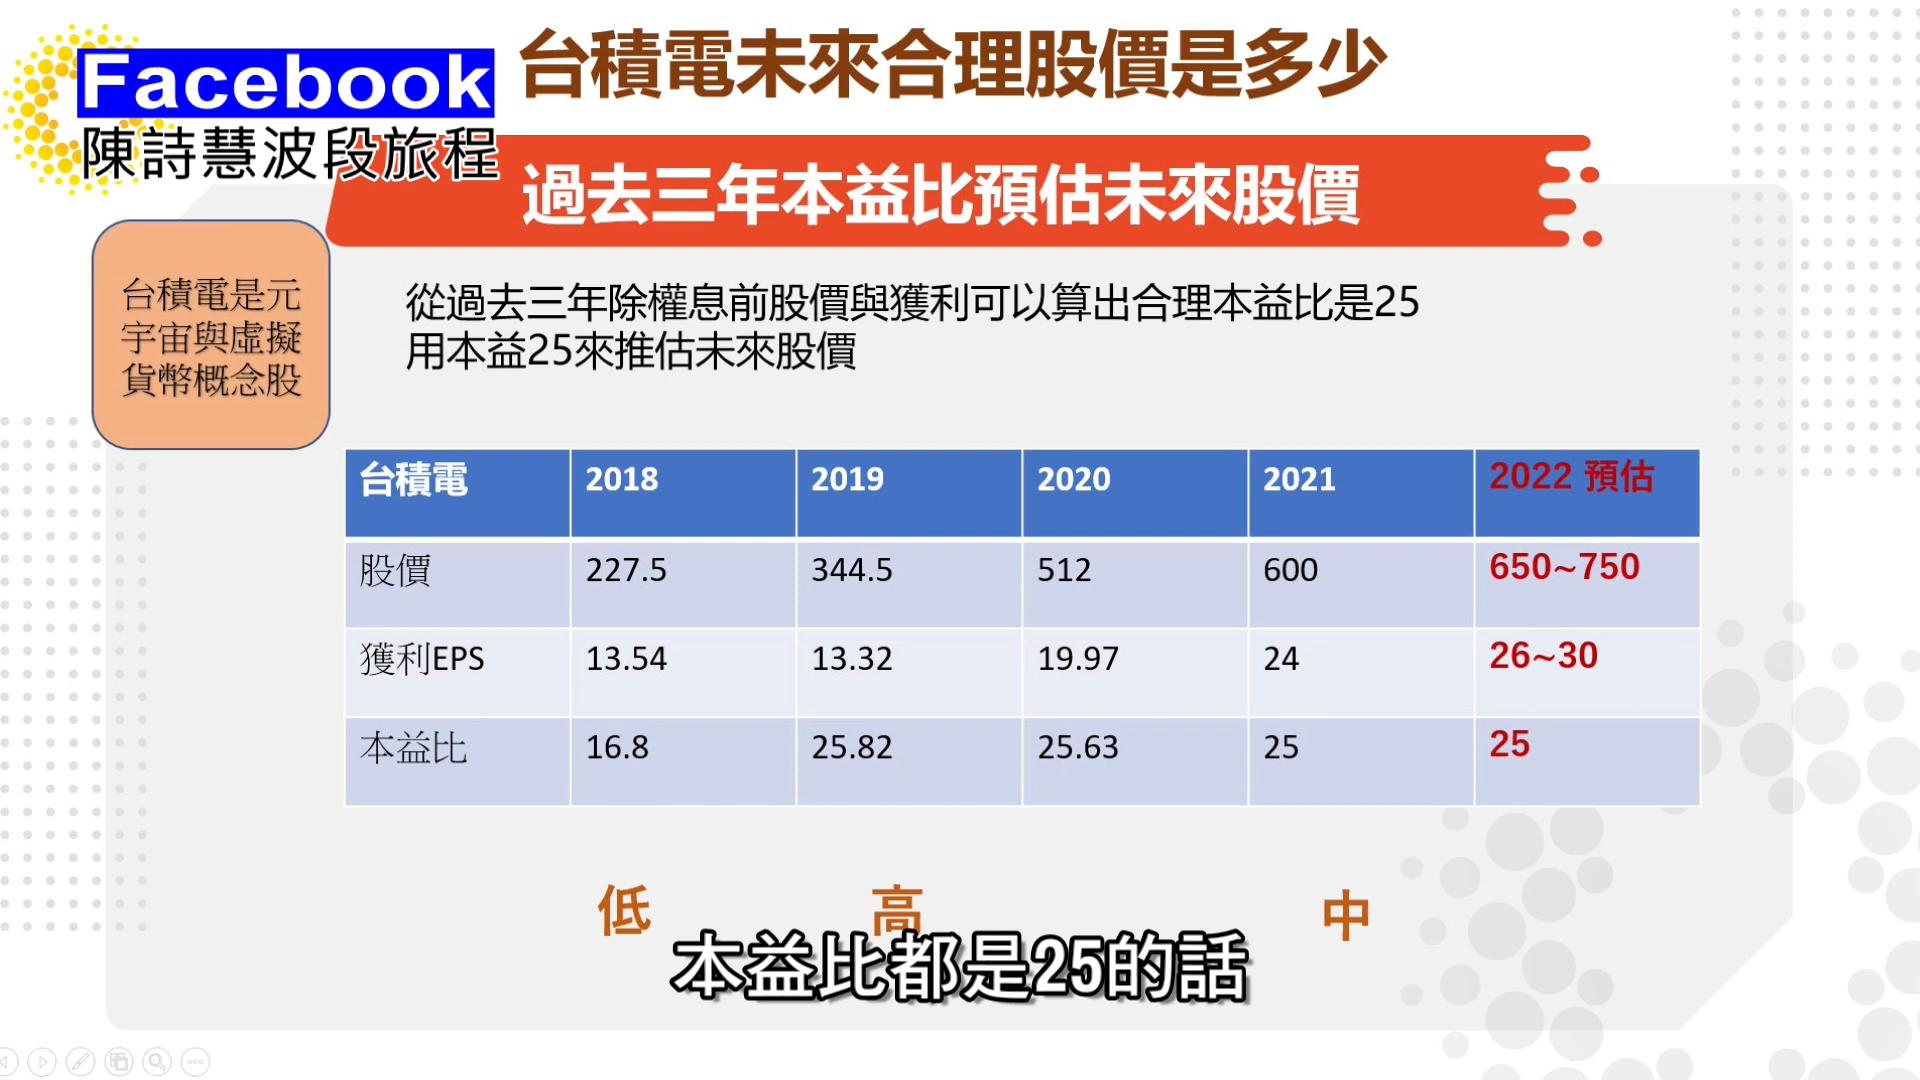 台積電未來合理股價是多少
Facebook
陳詩慧波段旅程
過去三年本益比預估未來股價
台積電是元
宇宙與虛擬
貨幣概念股
從過去三年除權息前股價與獲利可以算出合理本益比是25
用本益25來推估未來股價
台積電 2018 2019 2020 2021 2022 預估
股價 227.5 344.5 512 600 650~750
獲利EPS 13.54 13.32 19.97 24 26~30
本益比 16.8 25.82 25.63 25 25
低 高 中
本益比都是25的話